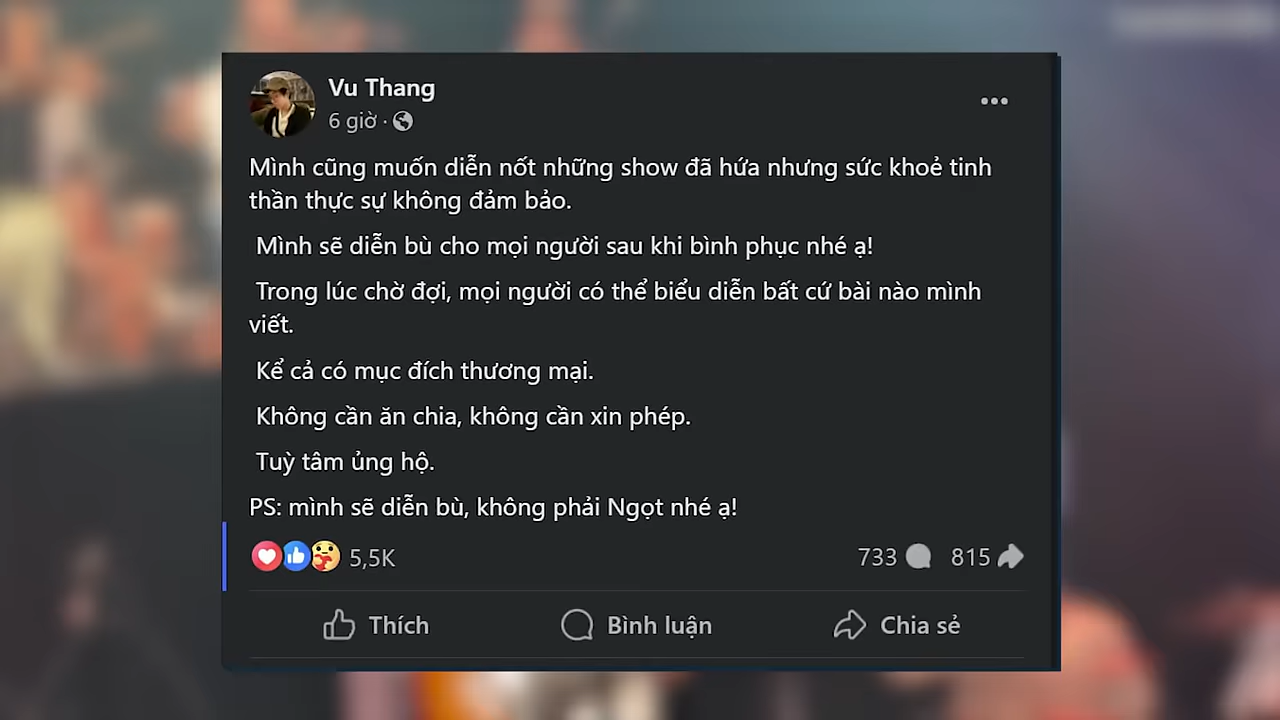 Vu Thang
6 giờ ·
Mình cũng muốn diễn nốt những show đã hứa nhưng sức khoẻ tinh
thần thực sự không đảm bảo.
Mình sẽ diễn bù cho mọi người sau khi bình phục nhé ạ!
Trong lúc chờ đợi, mọi người có thể biểu diễn bất cứ bài nào mình
viết.
Kể cả có mục đích thương mại.
Không cần ăn chia, không cần xin phép.
Tuỳ tâm ủng hộ.
PS: mình sẽ diễn bù, không phải Ngọt nhé ạ!
5,5K 733 815
Thích Bình luận Chia sẻ